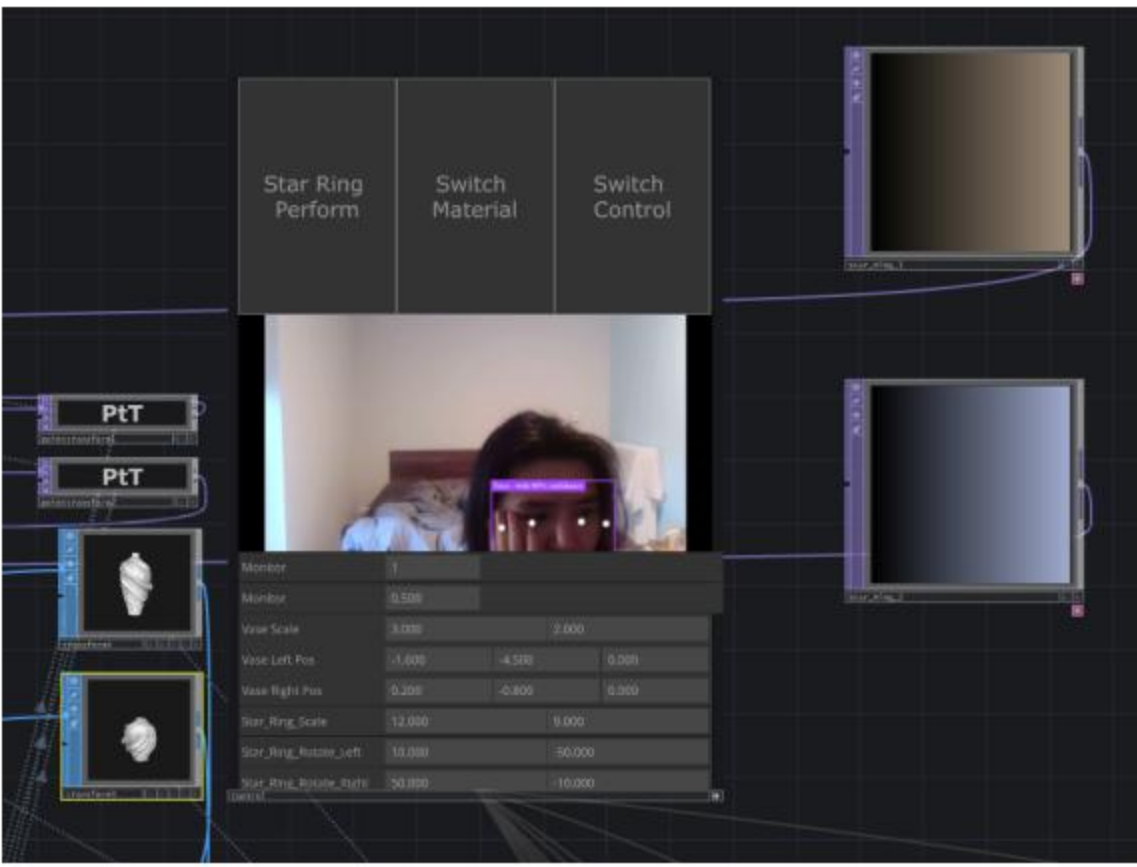 Star Ring
Perform
Switch
Material
Switch
Control
PtT
PtT
Monitor 1
Monitor 0.500
Vase Scale 3.000 2.000
Vase Left Pos -1.600 -4.500 0.000
Vase Right Pos 0.200 -0.800 0.000
Star_Ring_Scale 12.000 9.000
Star_Ring_Rotate_Left 10.000 -50.000
Star_Ring_Rotate_Right 50.000 -10.000
control